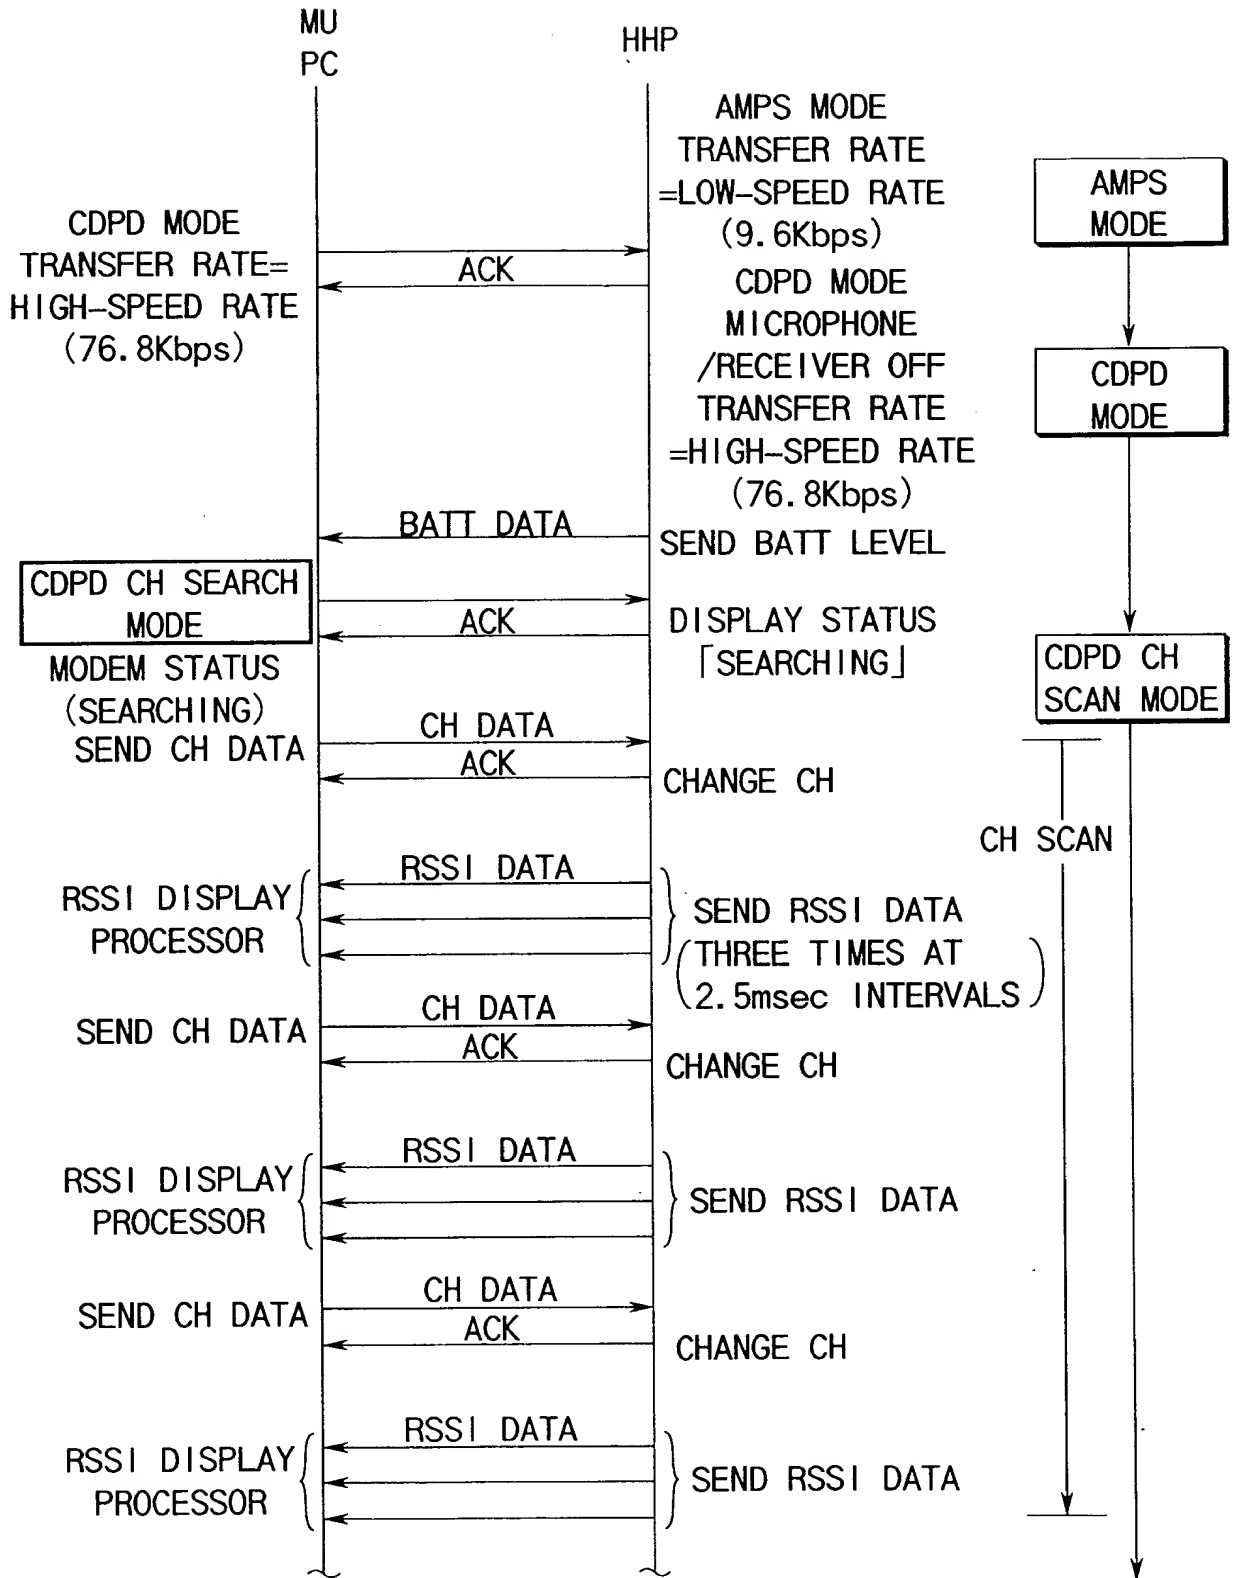 MU
PC
HHP
AMPS MODE
TRANSFER RATE
=LOW-SPEED RATE
(9.6Kbps)
AMPS
MODE
CDPD MODE
TRANSFER RATE=
HIGH-SPEED RATE
(76.8Kbps)
ACK
CDPD MODE
MICROPHONE
/RECEIVER OFF
TRANSFER RATE
=HIGH-SPEED RATE
(76.8Kbps)
CDPD
MODE
BATT DATA
SEND BATT LEVEL
CDPD CH SEARCH
MODE
ACK
DISPLAY STATUS
「SEARCHING」
MODEM STATUS
(SEARCHING)
CDPD CH
SCAN MODE
SEND CH DATA
CH DATA
ACK
CHANGE CH
CH SCAN
RSSI DATA
RSSI DISPLAY
PROCESSOR
SEND RSSI DATA
(THREE TIMES AT
2.5msec INTERVALS)
SEND CH DATA
CH DATA
ACK
CHANGE CH
RSSI DATA
RSSI DISPLAY
PROCESSOR
SEND RSSI DATA
SEND CH DATA
CH DATA
ACK
CHANGE CH
RSSI DATA
RSSI DISPLAY
PROCESSOR
SEND RSSI DATA